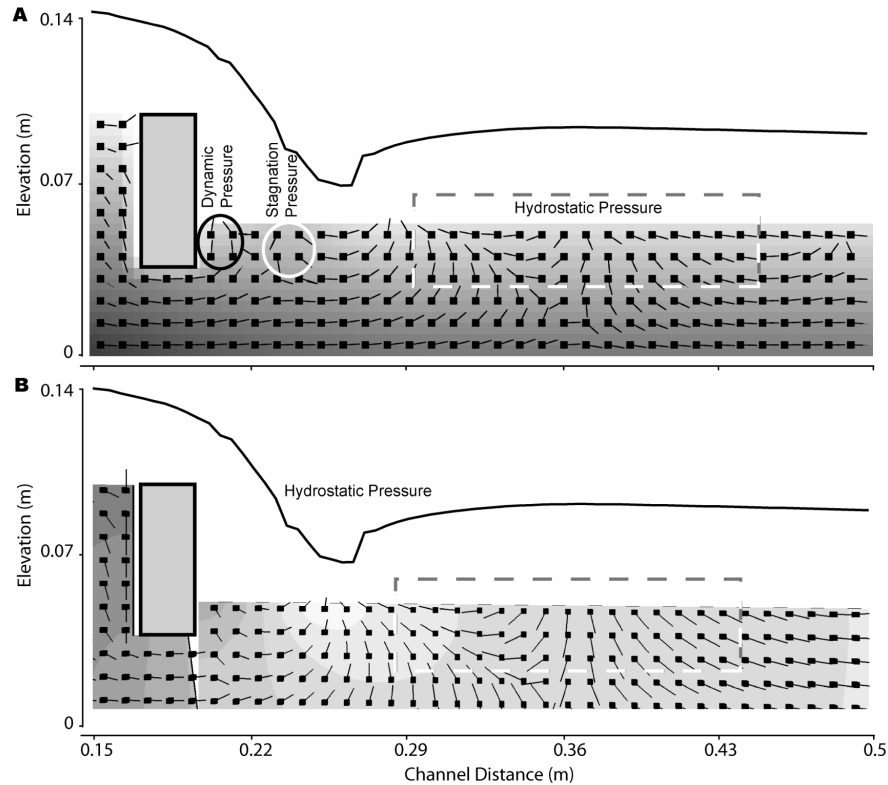 A
0.14
0.07
0
Elevation (m)
Dynamic
Pressure
Stagnation
Pressure
Hydrostatic Pressure
B
0.14
0.07
0
Elevation (m)
Hydrostatic Pressure
0.15 0.22 0.29 0.36 0.43 0.5
Channel Distance (m)